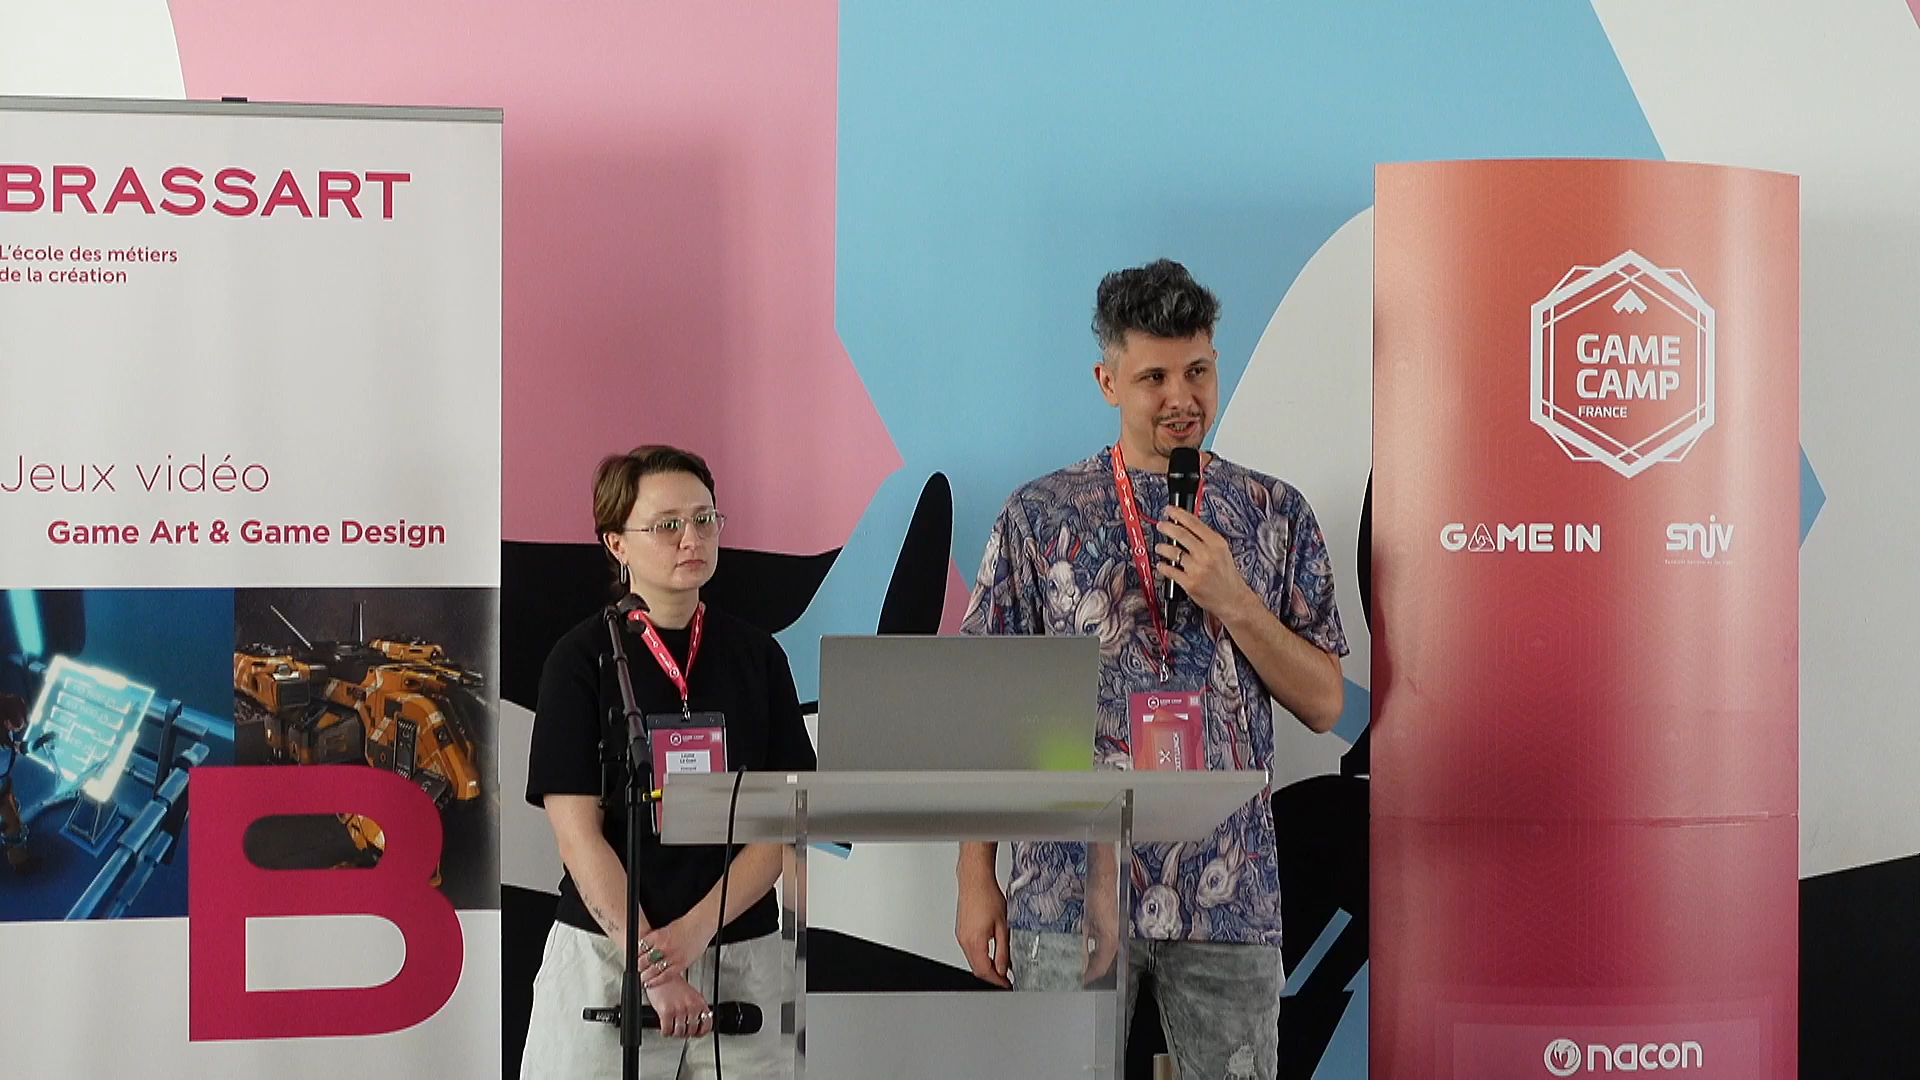 BRASSART
L'école des métiers
de la création
Jeux vidéo
Game Art & Game Design
B
GAME
CAMP
FRANCE
GAME IN
snjv
nacon